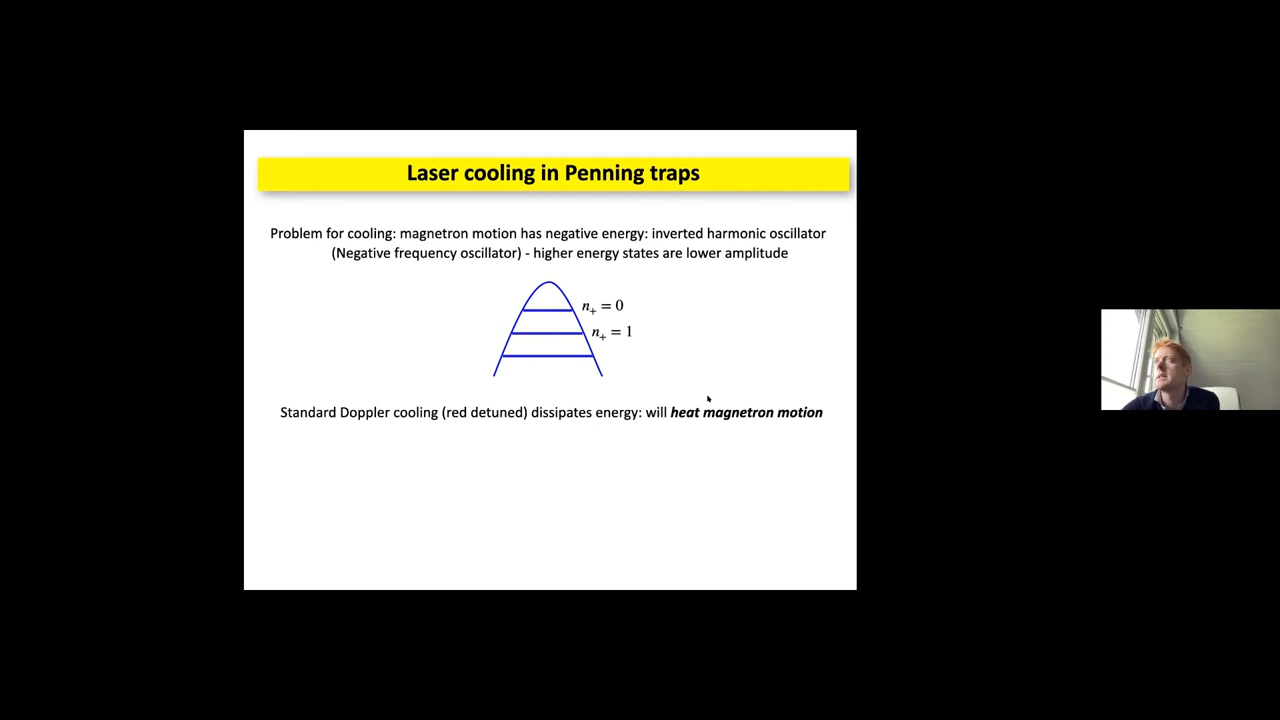 Laser cooling in Penning traps
Problem for cooling: magnetron motion has negative energy: inverted harmonic oscillator
(Negative frequency oscillator) - higher energy states are lower amplitude
n₊ = 0
n₊ = 1
Standard Doppler cooling (red detuned) dissipates energy: will heat magnetron motion